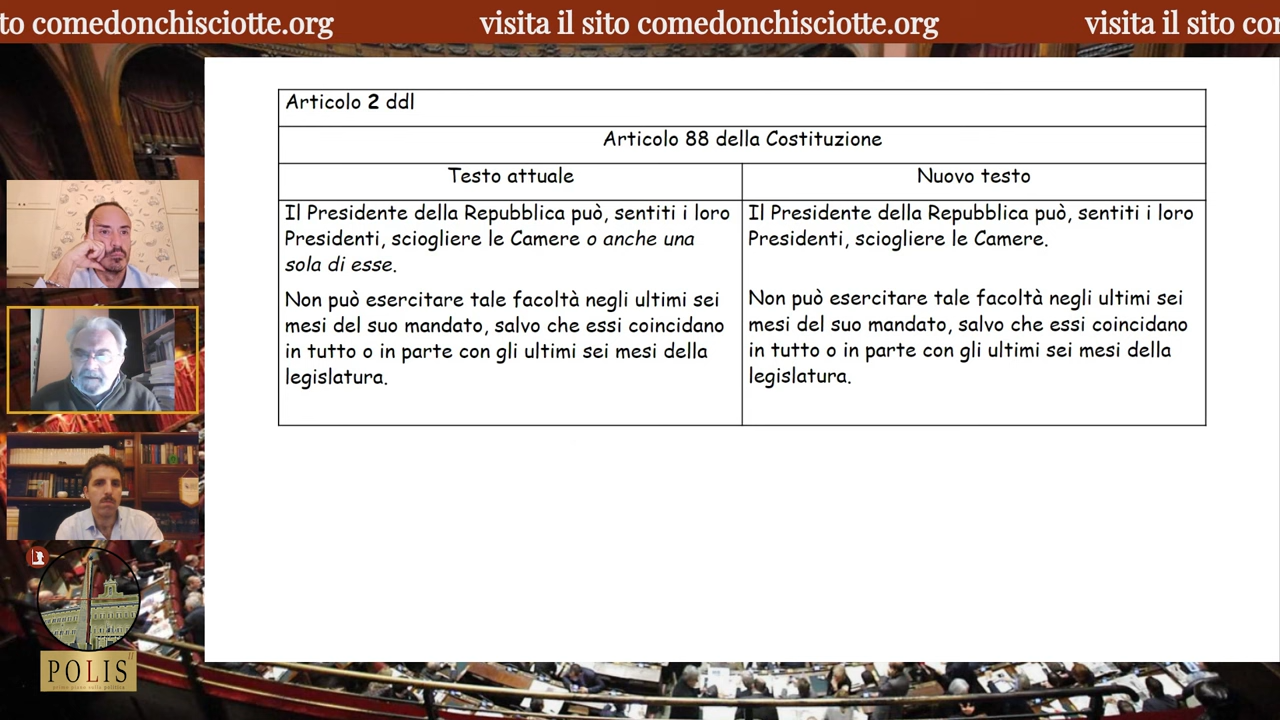 to comedonchisciotte.org visita il sito comedonchisciotte.org visita il sito co
Articolo 2 ddl
Articolo 88 della Costituzione
Testo attuale
Nuovo testo
Il Presidente della Repubblica può, sentiti i loro
Presidenti, sciogliere le Camere o anche una
sola di esse.
Non può esercitare tale facoltà negli ultimi sei
mesi del suo mandato, salvo che essi coincidano
in tutto o in parte con gli ultimi sei mesi della
legislatura.
Il Presidente della Repubblica può, sentiti i loro
Presidenti, sciogliere le Camere.
Non può esercitare tale facoltà negli ultimi sei
mesi del suo mandato, salvo che essi coincidano
in tutto o in parte con gli ultimi sei mesi della
legislatura.
POLIS